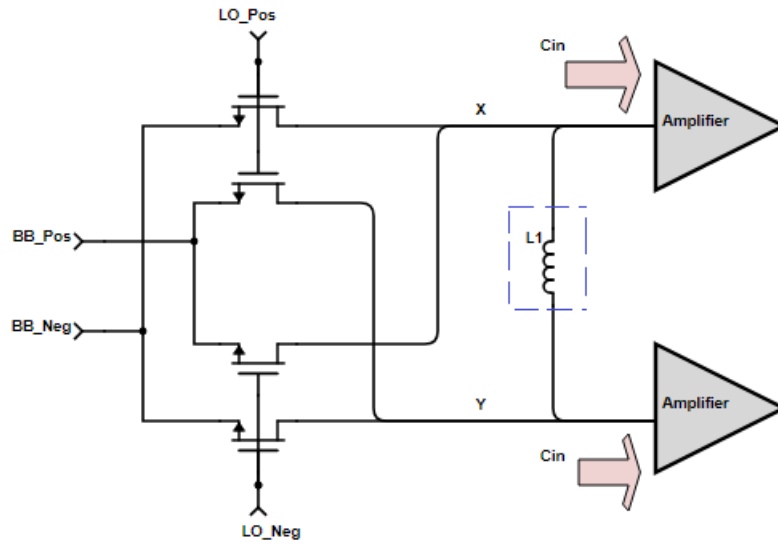 LO_Pos
Cin
X
Amplifier
BB_Pos
L1
BB_Neg
Y
Amplifier
Cin
LO_Neg